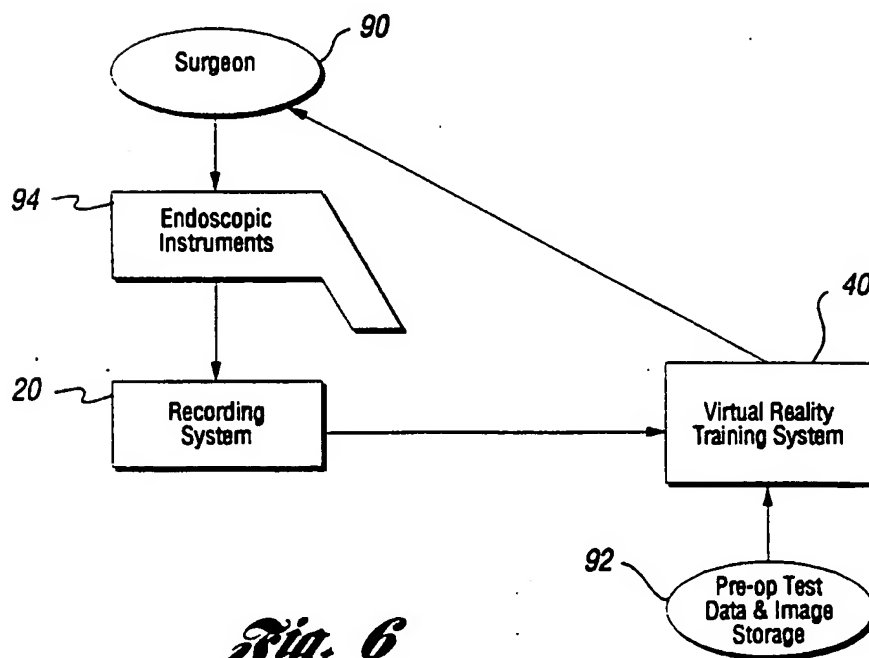 90
Surgeon
94
Endoscopic
Instruments
40
20
Recording
System
Virtual Reality
Training System
92
Pre-op Test
Data & Image
Storage
Fig. 6